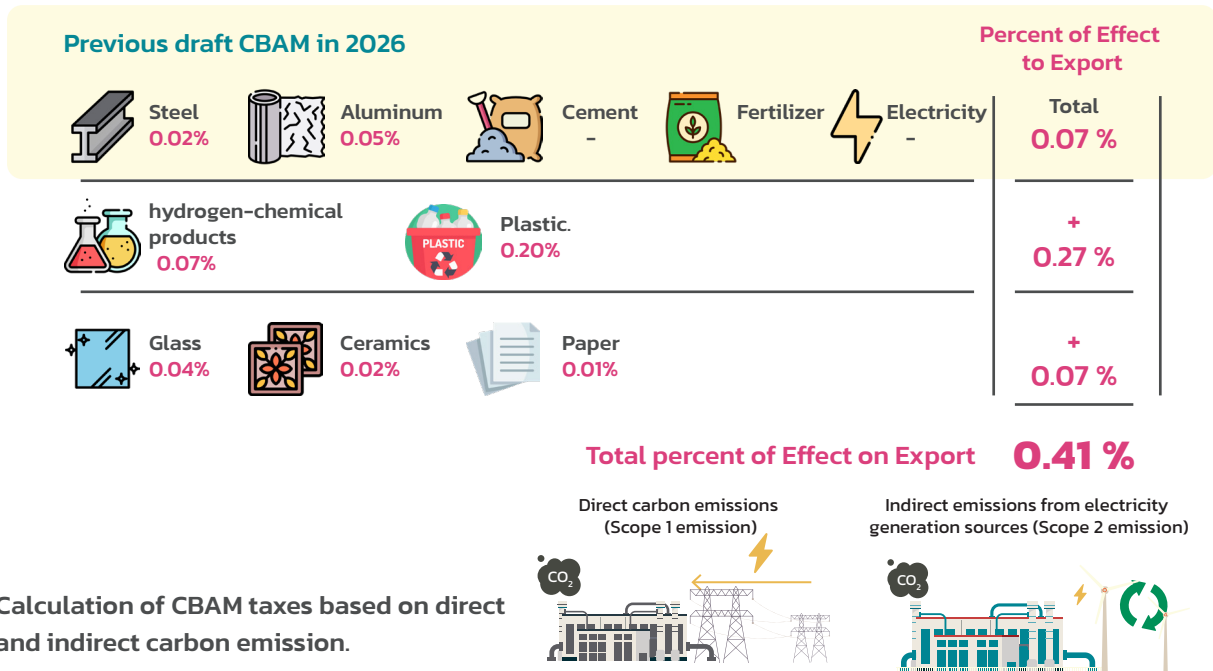 Previous draft CBAM in 2026
Percent of Effect
to Export
Steel
0.02%
Aluminum
0.05%
Cement
-
Fertilizer
Electricity
-
Total
0.07 %
hydrogen-chemical
products
0.07%
PLASTIC
Plastic.
0.20%
+
0.27 %
Glass
0.04%
Ceramics
0.02%
Paper
0.01%
+
0.07 %
Total percent of Effect on Export 0.41 %
Direct carbon emissions
(Scope 1 emission)
Indirect emissions from electricity
generation sources (Scope 2 emission)
CO2
CO2
Calculation of CBAM taxes based on direct
and indirect carbon emission.